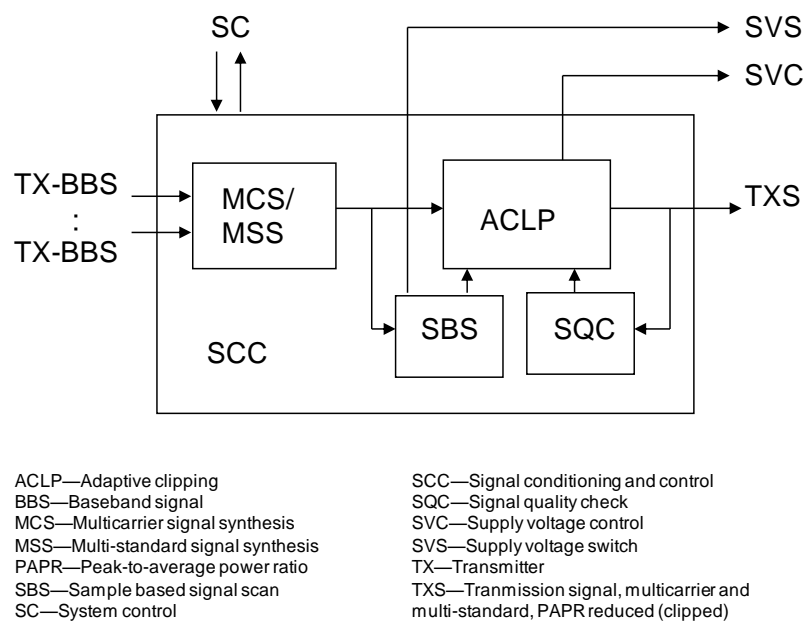 SC
SVS
SVC
TX-BBS
:
TX-BBS
MCS/
MSS
ACLP
TXS
SBS
SQC
SCC
ACLP—Adaptive clipping
BBS—Baseband signal
MCS—Multicarrier signal synthesis
MSS—Multi-standard signal synthesis
PAPR—Peak-to-average power ratio
SBS—Sample based signal scan
SC—System control
SCC—Signal conditioning and control
SQC—Signal quality check
SVC—Supply voltage control
SVS—Supply voltage switch
TX—Transmitter
TXS—Tranmission signal, multicarrier and
multi-standard, PAPR reduced (clipped)